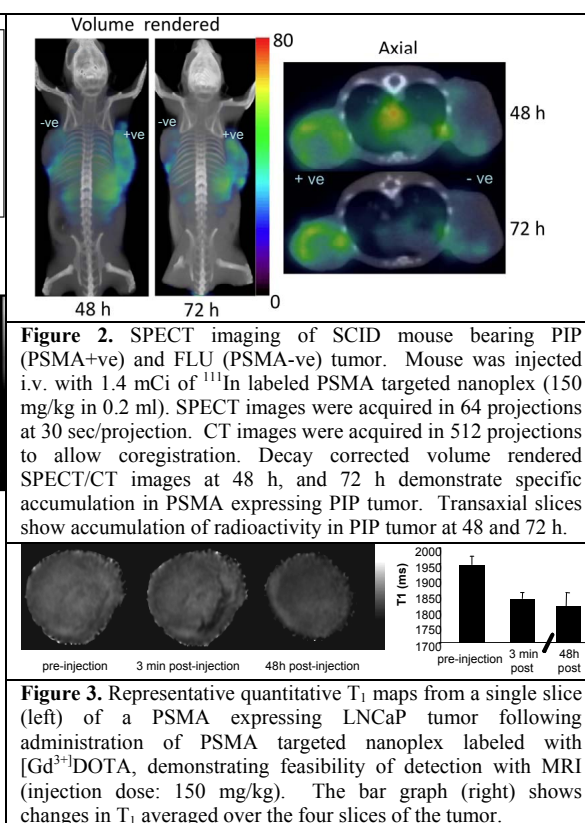 Volume rendered
80
Axial
-ve
+ve
-ve
+ve
48 h
+ ve
- ve
72 h
0
48 h
72 h
Figure 2. SPECT imaging of SCID mouse bearing PIP
(PSMA+ve) and FLU (PSMA-ve) tumor. Mouse was injected
i.v. with 1.4 mCi of ¹¹¹In labeled PSMA targeted nanoplex (150
mg/kg in 0.2 ml). SPECT images were acquired in 64 projections
at 30 sec/projection. CT images were acquired in 512 projections
to allow coregistration. Decay corrected volume rendered
SPECT/CT images at 48 h, and 72 h demonstrate specific
accumulation in PSMA expressing PIP tumor. Transaxial slices
show accumulation of radioactivity in PIP tumor at 48 and 72 h.
pre-injection
3 min post-injection
48h post-injection
T1 (ms)
2000
1950
1900
1850
1800
1750
1700
pre-injection
3 min
post
48h
post
Figure 3. Representative quantitative T₁ maps from a single slice
(left) of a PSMA expressing LNCaP tumor following
administration of PSMA targeted nanoplex labeled with
[Gd³⁺]DOTA, demonstrating feasibility of detection with MRI
(injection dose: 150 mg/kg). The bar graph (right) shows
changes in T₁ averaged over the four slices of the tumor.